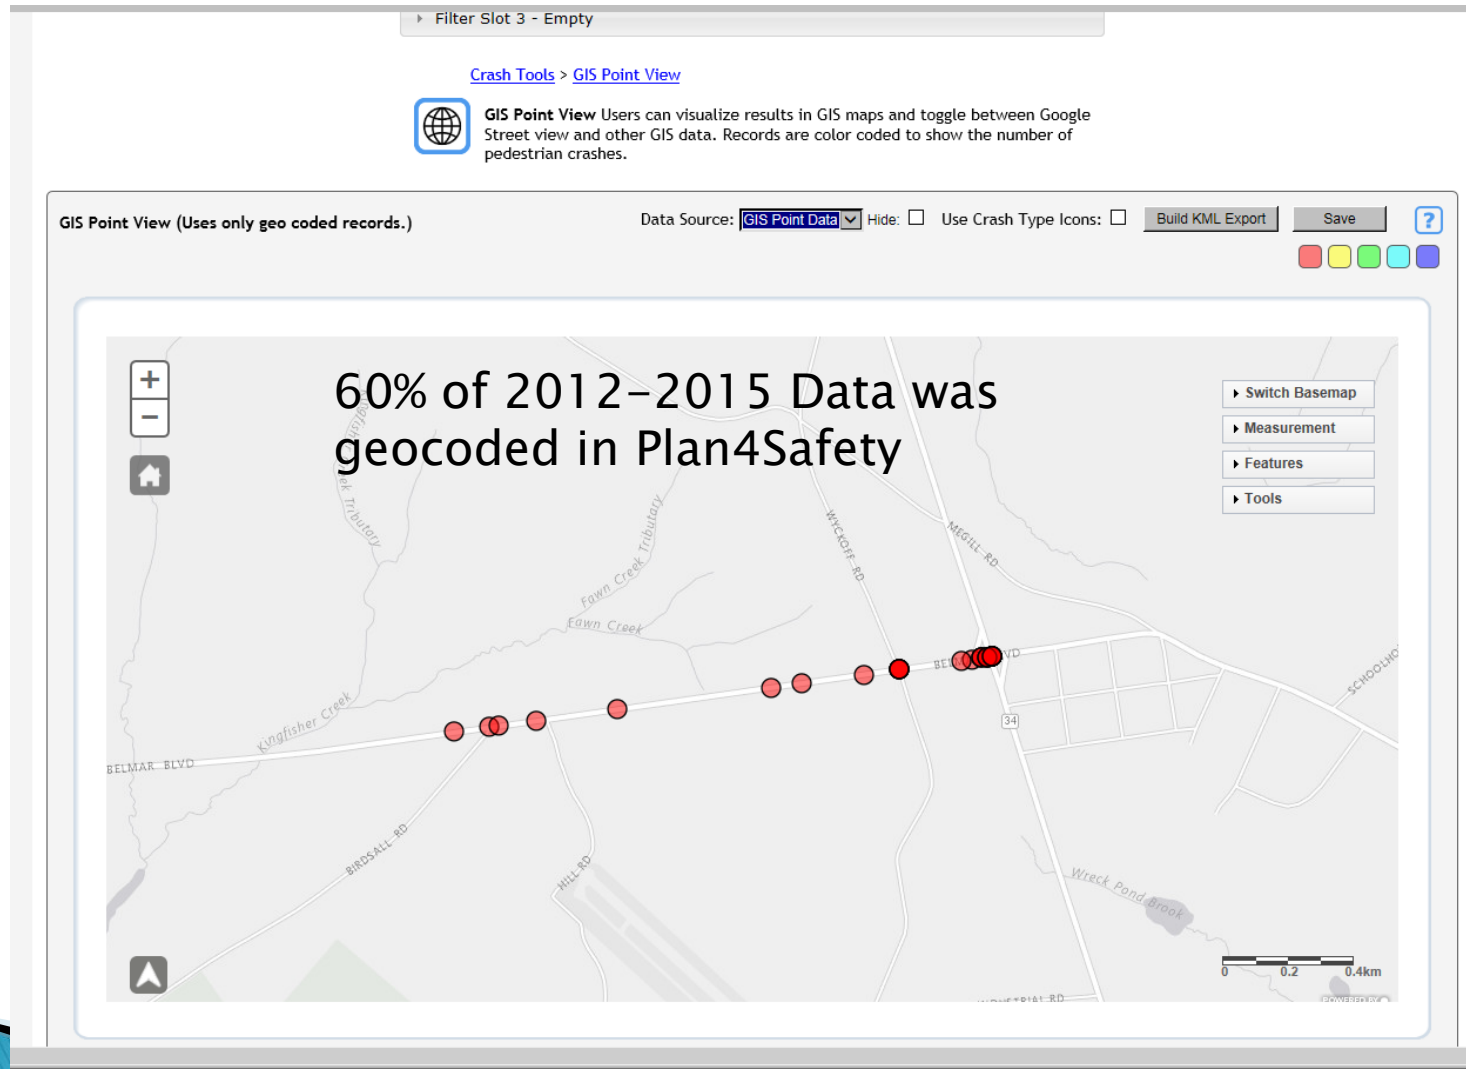 Filter Slot 3 - Empty
Crash Tools > GIS Point View
GIS Point View Users can visualize results in GIS maps and toggle between Google
Street view and other GIS data. Records are color coded to show the number of
pedestrian crashes.
GIS Point View (Uses only geo coded records.)
Data Source: GIS Point Data Hide: Use Crash Type Icons: Build KML Export Save ?
60% of 2012-2015 Data was
geocoded in Plan4Safety
+
−
Switch Basemap
Measurement
Features
Tools
Tributary
Fawn Creek Tributary
Fawn Creek
Kingfisher Creek
WYCKOFF RD
MEGILL RD
34
BELMAR BLVD
BIRDSALL RD
HILL RD
Wreck Pond Brook
0 0.2 0.4km